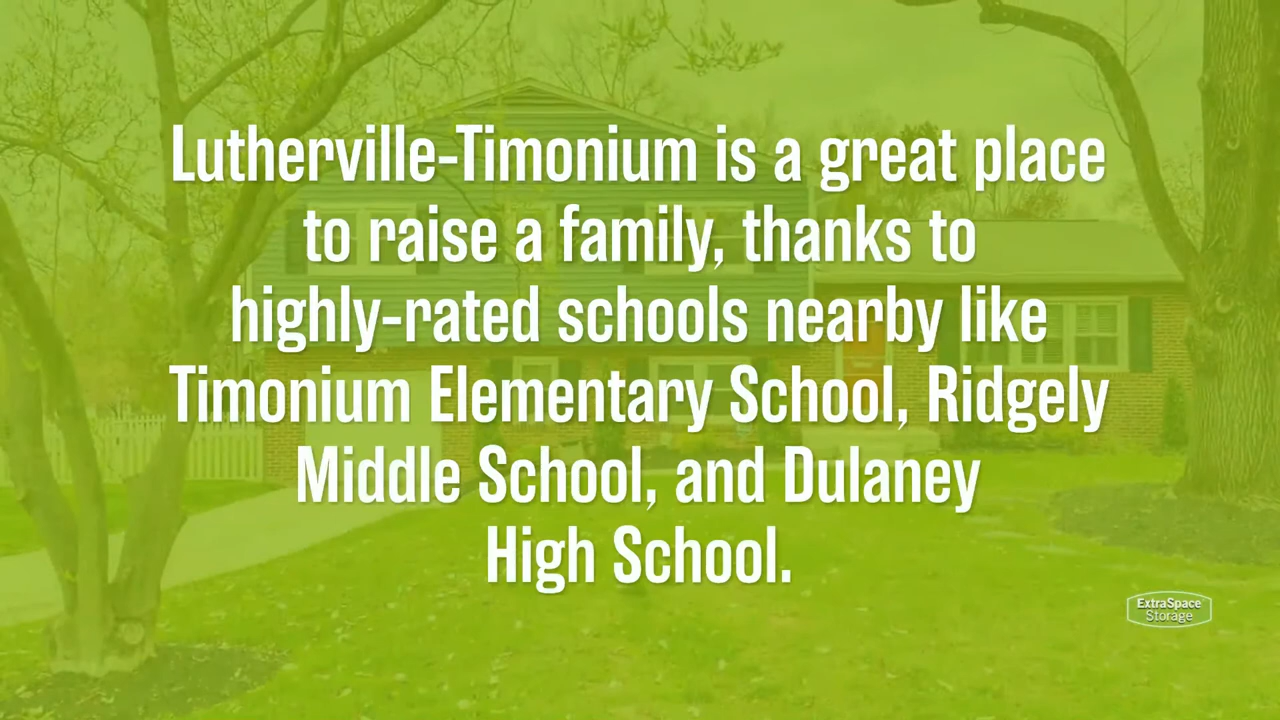 Lutherville-Timonium is a great place
to raise a family, thanks to
highly-rated schools nearby like
Timonium Elementary School, Ridgely
Middle School, and Dulaney
High School.
ExtraSpace
Storage